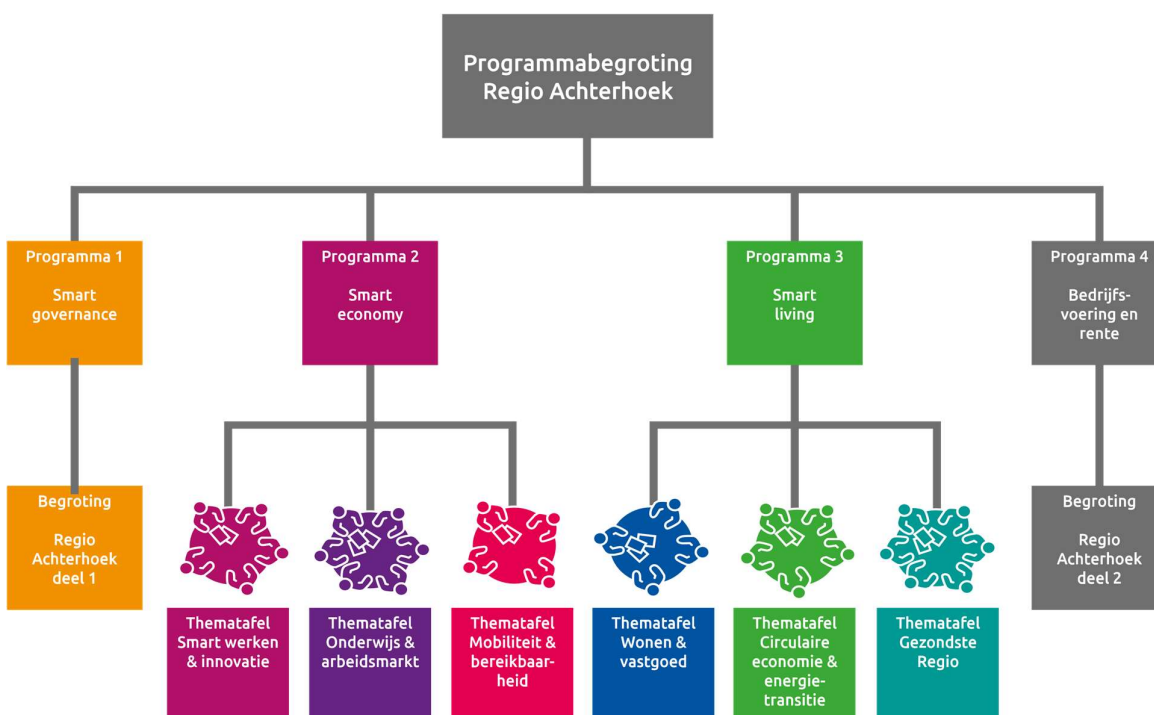 Programmabegroting
Regio Achterhoek
Programma 1
Smart
governance
Programma 2
Smart
economy
Programma 3
Smart
living
Programma 4
Bedrijfs-
voering en
rente
Begroting
Regio
Achterhoek
deel 1
Thematafel
Smart werken
& innovatie
Thematafel
Onderwijs &
arbeidsmarkt
Thematafel
Mobiliteit &
bereikbaar-
heid
Thematafel
Wonen &
vastgoed
Thematafel
Circulaire
economie &
energie-
transitie
Thematafel
Gezondste
Regio
Begroting
Regio
Achterhoek
deel 2